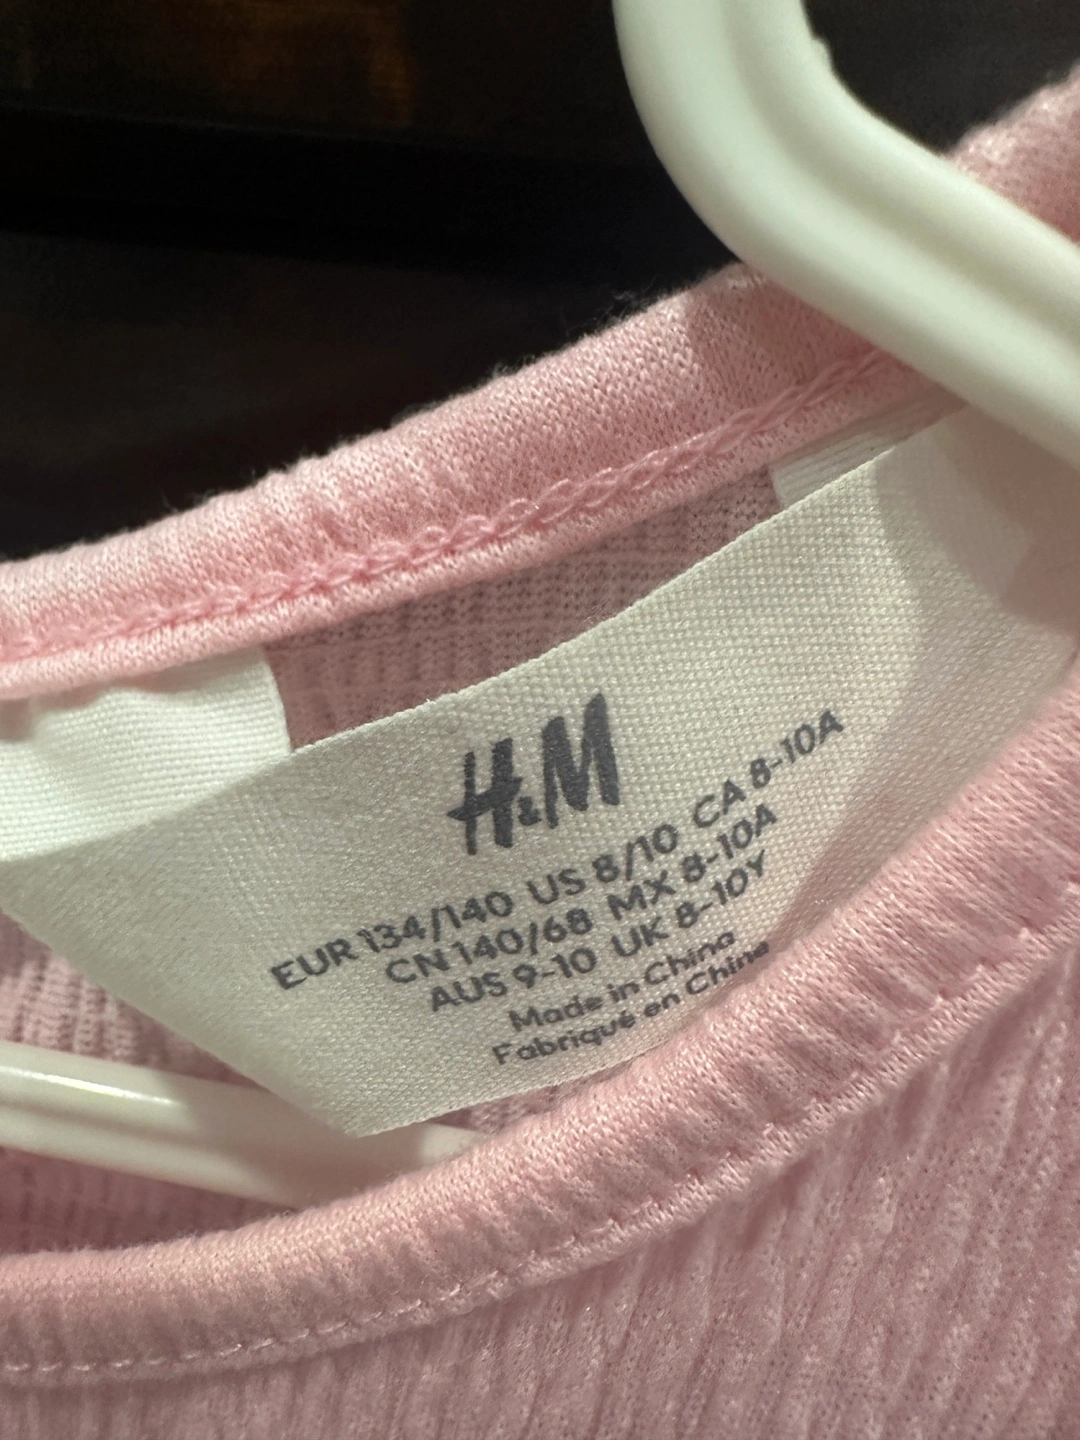 H&M
EUR 134/140 US 8/10 CA 8-10A
CN 140/68 MX 8-10A
AUS 9-10 UK 8-10Y
Made in China
Fabriqué en Chine